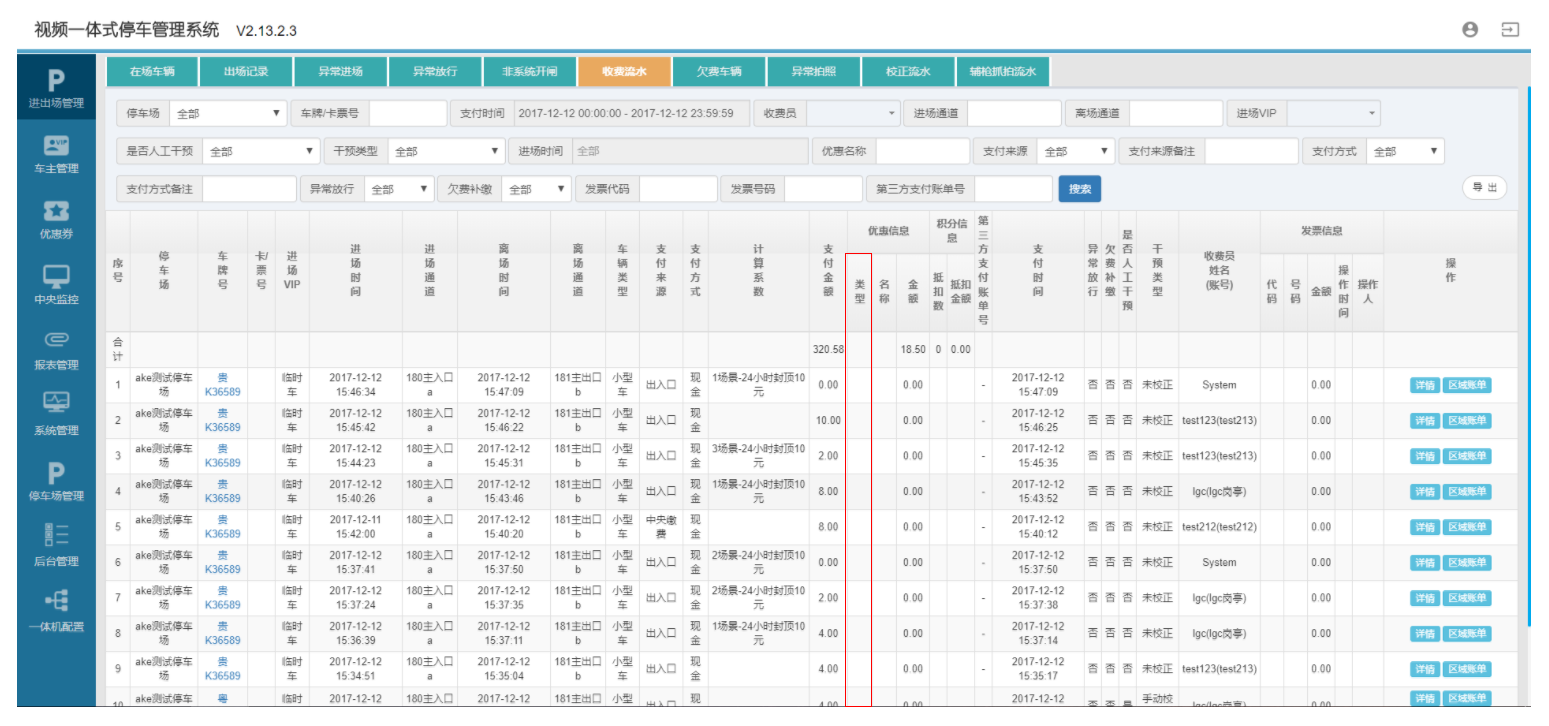 视频一体式停车管理系统 V2.13.2.3
P
进出场管理
车主管理
优惠券
中央监控
报表管理
系统管理
P
停车场管理
后台管理
一体机配置
在场车辆 出场记录 异常进场 异常放行 非系统开闸 收费流水 欠费车辆 异常拍照 校正流水 辅枪抓拍流水
停车场 全部 车牌/卡票号 支付时间 2017-12-12 00:00:00 - 2017-12-12 23:59:59 收费员 进场通道 离场通道 进场VIP
是否人工干预 全部 干预类型 全部 进场时间 全部 优惠名称 支付来源 全部 支付来源备注 支付方式 全部
支付方式备注 异常放行 全部 欠费补缴 全部 发票代码 发票号码 第三方支付账单号 搜索 导出
序号 停车场 车牌号 卡/票号 进场VIP 进场时间 进场通道 离场时间 离场通道 车辆类型 支付来源 支付方式 计算系数 支付金额 优惠信息 积分信息 第三方支付账单号 支付时间 异常放行 欠费补缴 是否人工干预 干预类型 收费员姓名(账号) 发票信息 操作
类型 名称 金额 抵扣数 抵扣金额 代码 号码 金额 操作时间 操作人
合计 320.58 18.50 0 0.00
1 ake测试停车场 贵K36589 临时车 2017-12-12 15:46:34 180主入口a 2017-12-12 15:47:09 181主出口b 小型车 出入口 现金 1场景-24小时封顶10元 0.00 0.00 - 2017-12-12 15:47:09 否 否 否 未校正 System 0.00 详情 区域账单
2 ake测试停车场 贵K36589 临时车 2017-12-12 15:45:42 180主入口a 2017-12-12 15:46:22 181主出口b 小型车 出入口 现金 10.00 0.00 - 2017-12-12 15:46:25 否 否 否 未校正 test123(test213) 0.00 详情 区域账单
3 ake测试停车场 贵K36589 临时车 2017-12-12 15:44:23 180主入口a 2017-12-12 15:45:31 181主出口b 小型车 出入口 现金 3场景-24小时封顶10元 2.00 0.00 - 2017-12-12 15:45:35 否 否 否 未校正 test123(test213) 0.00 详情 区域账单
4 ake测试停车场 贵K36589 临时车 2017-12-12 15:40:26 180主入口a 2017-12-12 15:43:46 181主出口b 小型车 出入口 现金 1场景-24小时封顶10元 8.00 0.00 - 2017-12-12 15:43:52 否 否 否 未校正 lgc(lgc岗亭) 0.00 详情 区域账单
5 ake测试停车场 贵K36589 临时车 2017-12-11 15:42:00 180主入口a 2017-12-12 15:40:20 181主出口b 小型车 中央缴费 现金 8.00 0.00 - 2017-12-12 15:40:12 否 否 否 未校正 test212(test212) 0.00 详情 区域账单
6 ake测试停车场 贵K36589 临时车 2017-12-12 15:37:41 180主入口a 2017-12-12 15:37:50 181主出口b 小型车 出入口 现金 2场景-24小时封顶10元 0.00 0.00 - 2017-12-12 15:37:50 否 否 否 未校正 System 0.00 详情 区域账单
7 ake测试停车场 贵K36589 临时车 2017-12-12 15:37:24 180主入口a 2017-12-12 15:37:35 181主出口b 小型车 出入口 现金 2场景-24小时封顶10元 2.00 0.00 - 2017-12-12 15:37:38 否 否 否 未校正 lgc(lgc岗亭) 0.00 详情 区域账单
8 ake测试停车场 贵K36589 临时车 2017-12-12 15:36:39 180主入口a 2017-12-12 15:37:11 181主出口b 小型车 出入口 现金 1场景-24小时封顶10元 4.00 0.00 - 2017-12-12 15:37:14 否 否 否 未校正 lgc(lgc岗亭) 0.00 详情 区域账单
9 ake测试停车场 贵K36589 临时车 2017-12-12 15:34:51 180主入口a 2017-12-12 15:35:04 181主出口b 小型车 出入口 现金 4.00 0.00 - 2017-12-12 15:35:17 否 否 否 未校正 test123(test213) 0.00 详情 区域账单
10 ake测试停车 粤 临时 2017-12-12 180主入口 2017-12-12 181主出口 小型 出入口 现 4.00 0.00 2017-12-12 否 否 是 手动校 lgc(lgc岗亭) 0.00 详情 区域账单